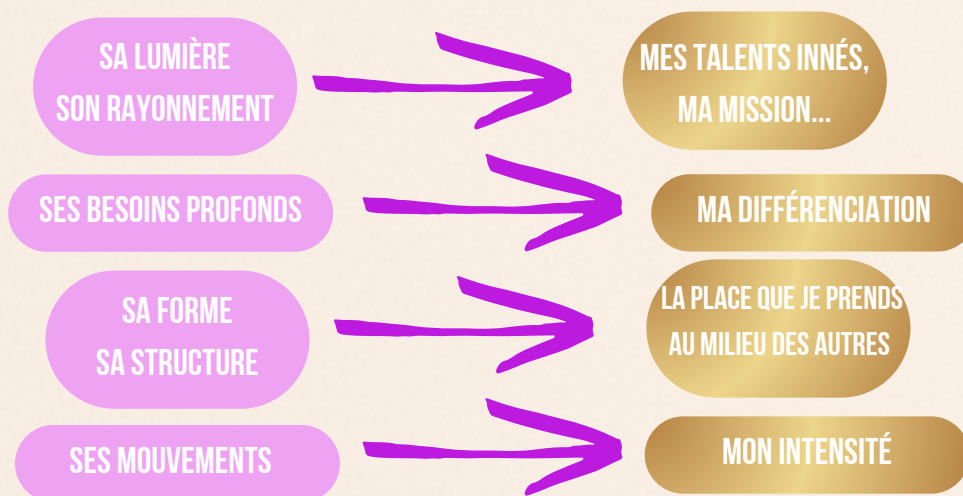 SA LUMIÈRE
SON RAYONNEMENT
MES TALENTS INNÉS,
MA MISSION...
SES BESOINS PROFONDS
MA DIFFÉRENCIATION
SA FORME
SA STRUCTURE
LA PLACE QUE JE PRENDS
AU MILIEU DES AUTRES
SES MOUVEMENTS
MON INTENSITÉ